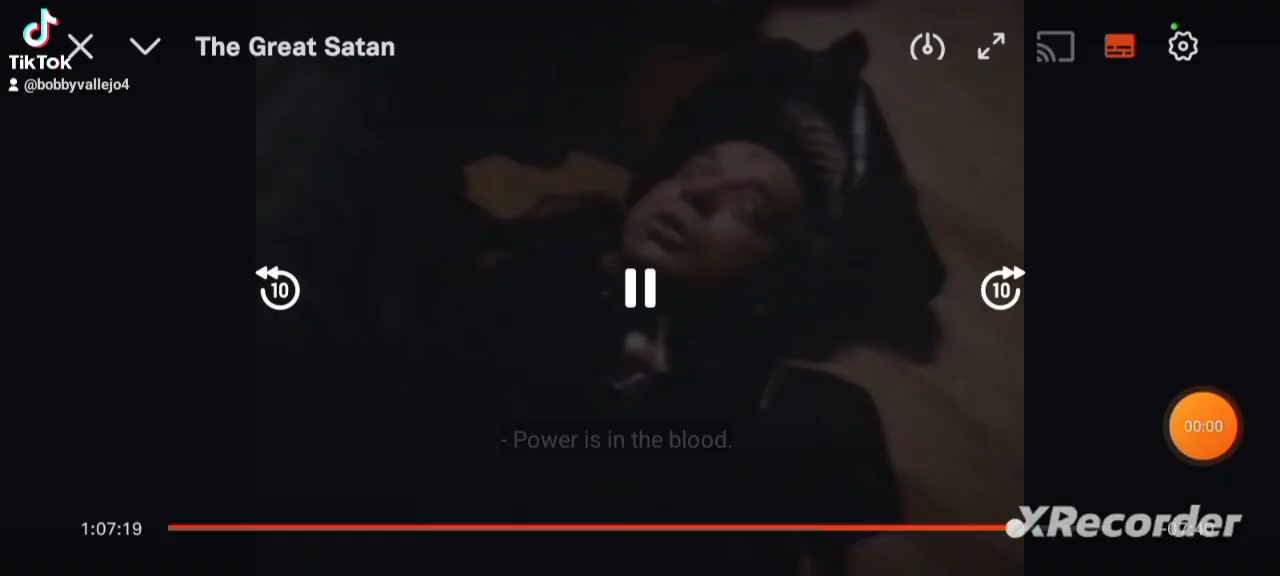 TikTok
@bobbyvallejo4
The Great Satan
10
10
- Power is in the blood.
00:00
1:07:19
XRecorder